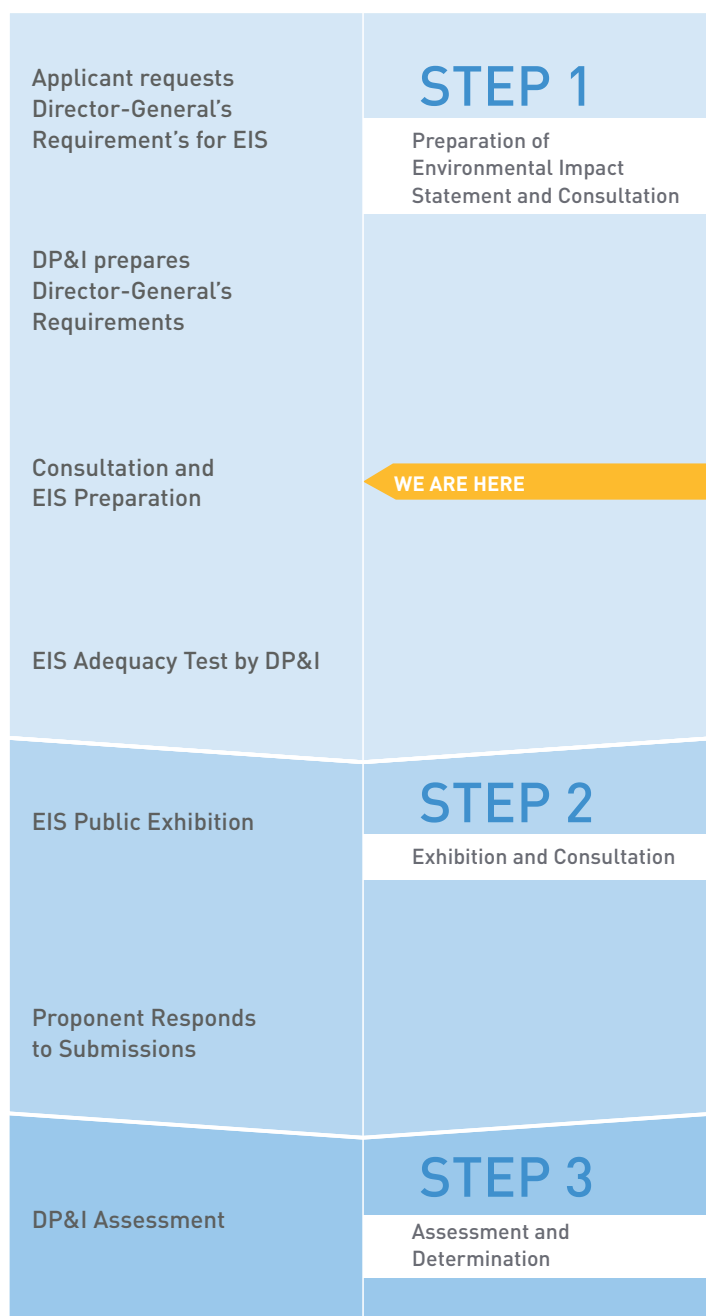 Applicant requests
Director-General’s
Requirement’s for EIS
STEP 1
Preparation of
Environmental Impact
Statement and Consultation
DP&I prepares
Director-General’s
Requirements
Consultation and
EIS Preparation
WE ARE HERE
EIS Adequacy Test by DP&I
EIS Public Exhibition
STEP 2
Exhibition and Consultation
Proponent Responds
to Submissions
DP&I Assessment
STEP 3
Assessment and
Determination